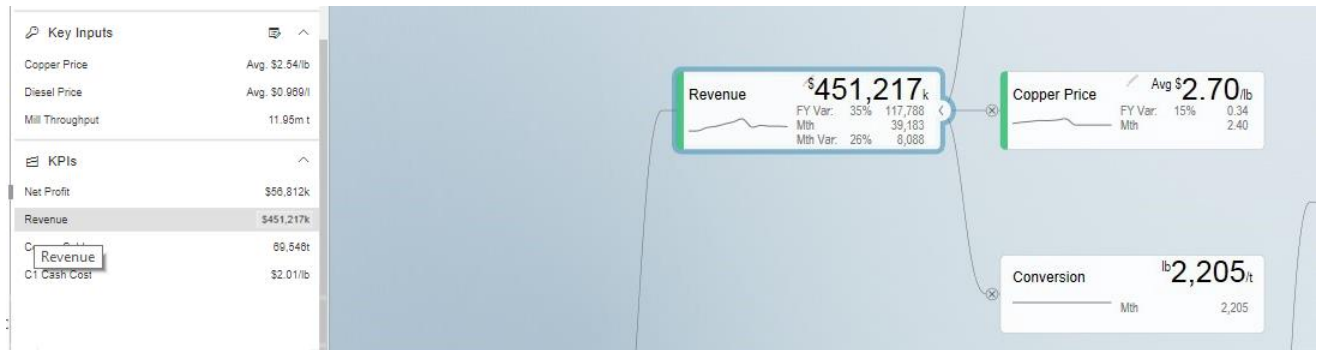 Key Inputs
Copper Price Avg. $2.54/lb
Diesel Price Avg. $0.969/l
Mill Throughput 11.95m t
KPIs
Net Profit $56,812k
Revenue $451,217k
69,546t
Revenue
C1 Cash Cost $2.01/lb
Revenue $451,217k
FY Var: 35% 117,788
Mth 39,183
Mth Var: 26% 8,088
Copper Price Avg $2.70/lb
FY Var: 15% 0.34
Mth 2.40
Conversion lb2,205/t
Mth 2,205